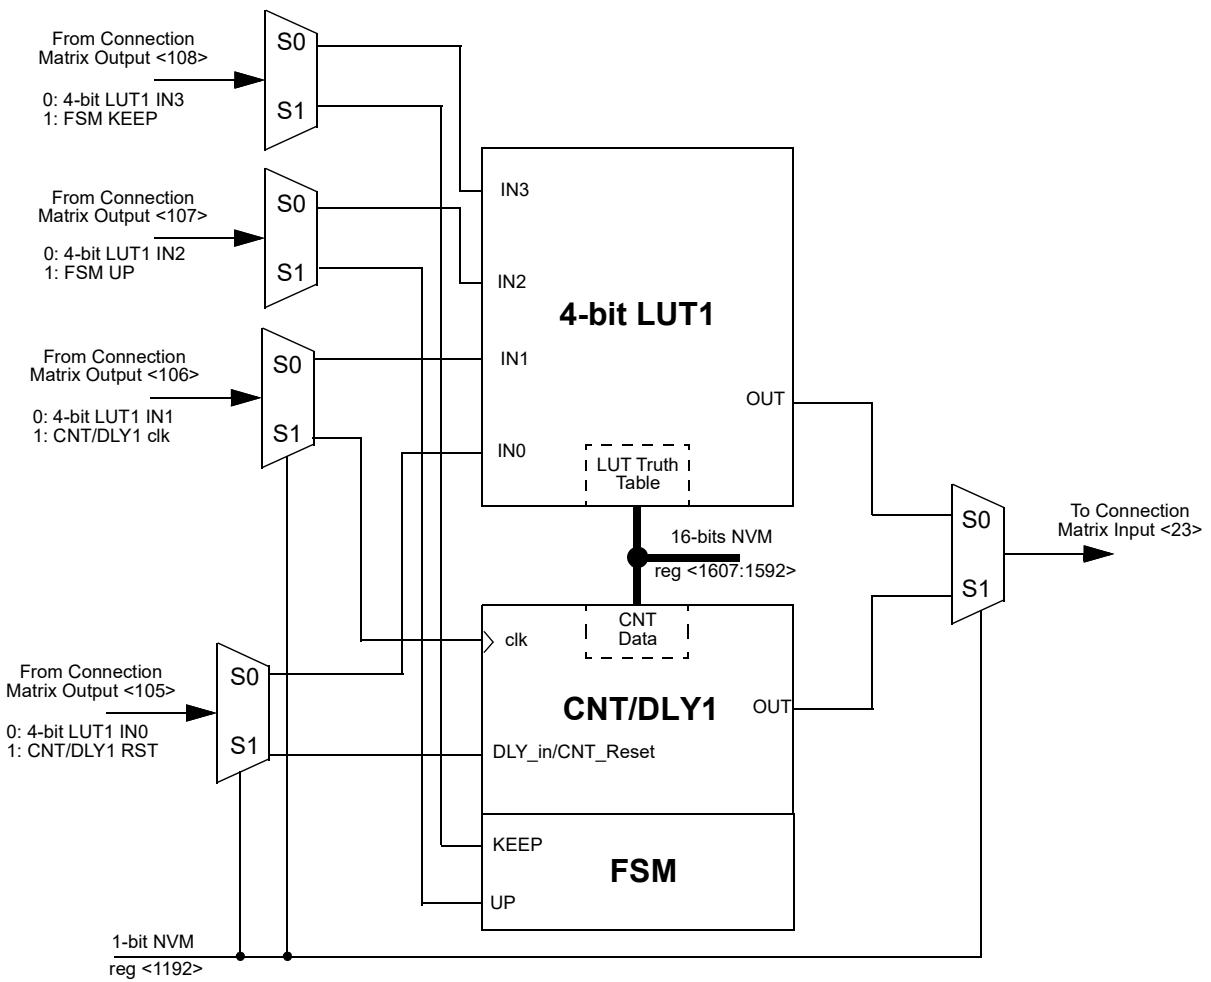 From Connection
Matrix Output <108>
0: 4-bit LUT1 IN3
1: FSM KEEP
S0
S1
From Connection
Matrix Output <107>
0: 4-bit LUT1 IN2
1: FSM UP
S0
S1
From Connection
Matrix Output <106>
0: 4-bit LUT1 IN1
1: CNT/DLY1 clk
S0
S1
From Connection
Matrix Output <105>
0: 4-bit LUT1 IN0
1: CNT/DLY1 RST
S0
S1
IN3
IN2
IN1
IN0
4-bit LUT1
OUT
LUT Truth
Table
16-bits NVM
reg <1607:1592>
CNT
Data
clk
CNT/DLY1
OUT
DLY_in/CNT_Reset
KEEP
FSM
UP
S0
S1
To Connection
Matrix Input <23>
1-bit NVM
reg <1192>